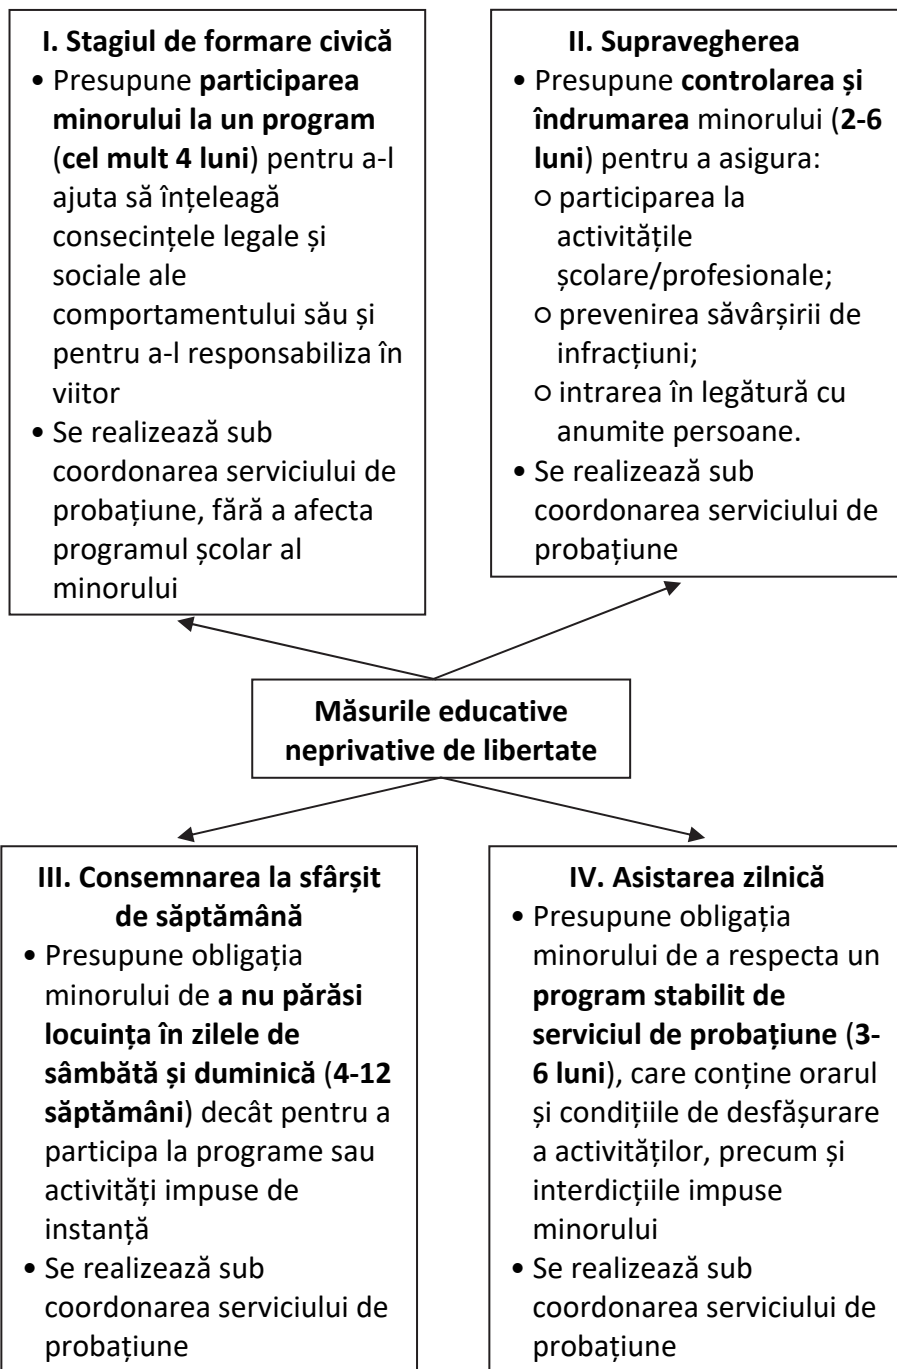 I. Stagiul de formare civică
• Presupune participarea
minorului la un program
(cel mult 4 luni) pentru a-l
ajuta să înțeleagă
consecințele legale și
sociale ale
comportamentului său și
pentru a-l responsabiliza în
viitor
• Se realizează sub
coordonarea serviciului de
probațiune, fără a afecta
programul școlar al
minorului
II. Supravegherea
• Presupune controlarea și
îndrumarea minorului (2-6
luni) pentru a asigura:
○ participarea la
activitățile
școlare/profesionale;
○ prevenirea săvârșirii de
infracțiuni;
○ intrarea în legătură cu
anumite persoane.
• Se realizează sub
coordonarea serviciului de
probațiune
Măsurile educative
neprivative de libertate
III. Consemnarea la sfârșit
de săptămână
• Presupune obligația
minorului de a nu părăsi
locuința în zilele de
sâmbătă și duminică (4-12
săptămâni) decât pentru a
participa la programe sau
activități impuse de
instanță
• Se realizează sub
coordonarea serviciului de
probațiune
IV. Asistarea zilnică
• Presupune obligația
minorului de a respecta un
program stabilit de
serviciul de probațiune (3-
6 luni), care conține orarul
și condițiile de desfășurare
a activităților, precum și
interdicțiile impuse
minorului
• Se realizează sub
coordonarea serviciului de
probațiune